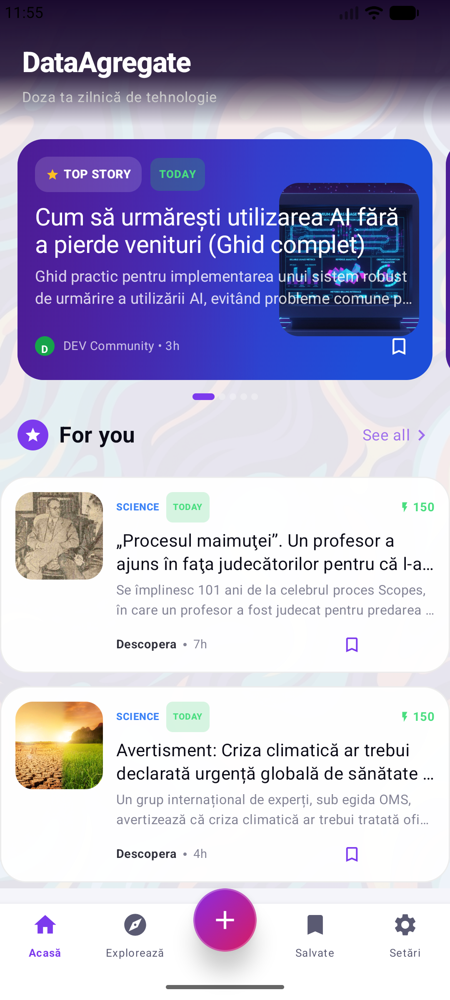 11:55
DataAgregate
Doza ta zilnică de tehnologie
TOP STORY
TODAY
Cum să urmărești utilizarea AI fără
a pierde venituri (Ghid complet)
Ghid practic pentru implementarea unui sistem robust
de urmărire a utilizării AI, evitând probleme comune p…
BILLABLE USAGE METRICS
REVENUE ANALYTICS
D
DEV Community • 3h
For you
See all
SCIENCE
TODAY
150
„Procesul maimuţei”. Un profesor a
ajuns în faţa judecătorilor pentru că l-a…
Se împlinesc 101 ani de la celebrul proces Scopes,
în care un profesor a fost judecat pentru predarea …
Descopera • 7h
SCIENCE
TODAY
150
Avertisment: Criza climatică ar trebui
declarată urgență globală de sănătate …
Un grup internațional de experți, sub egida OMS,
avertizează că criza climatică ar trebui tratată ofi…
Descopera • 4h
Acasă
Explorează
Salvate
Setări